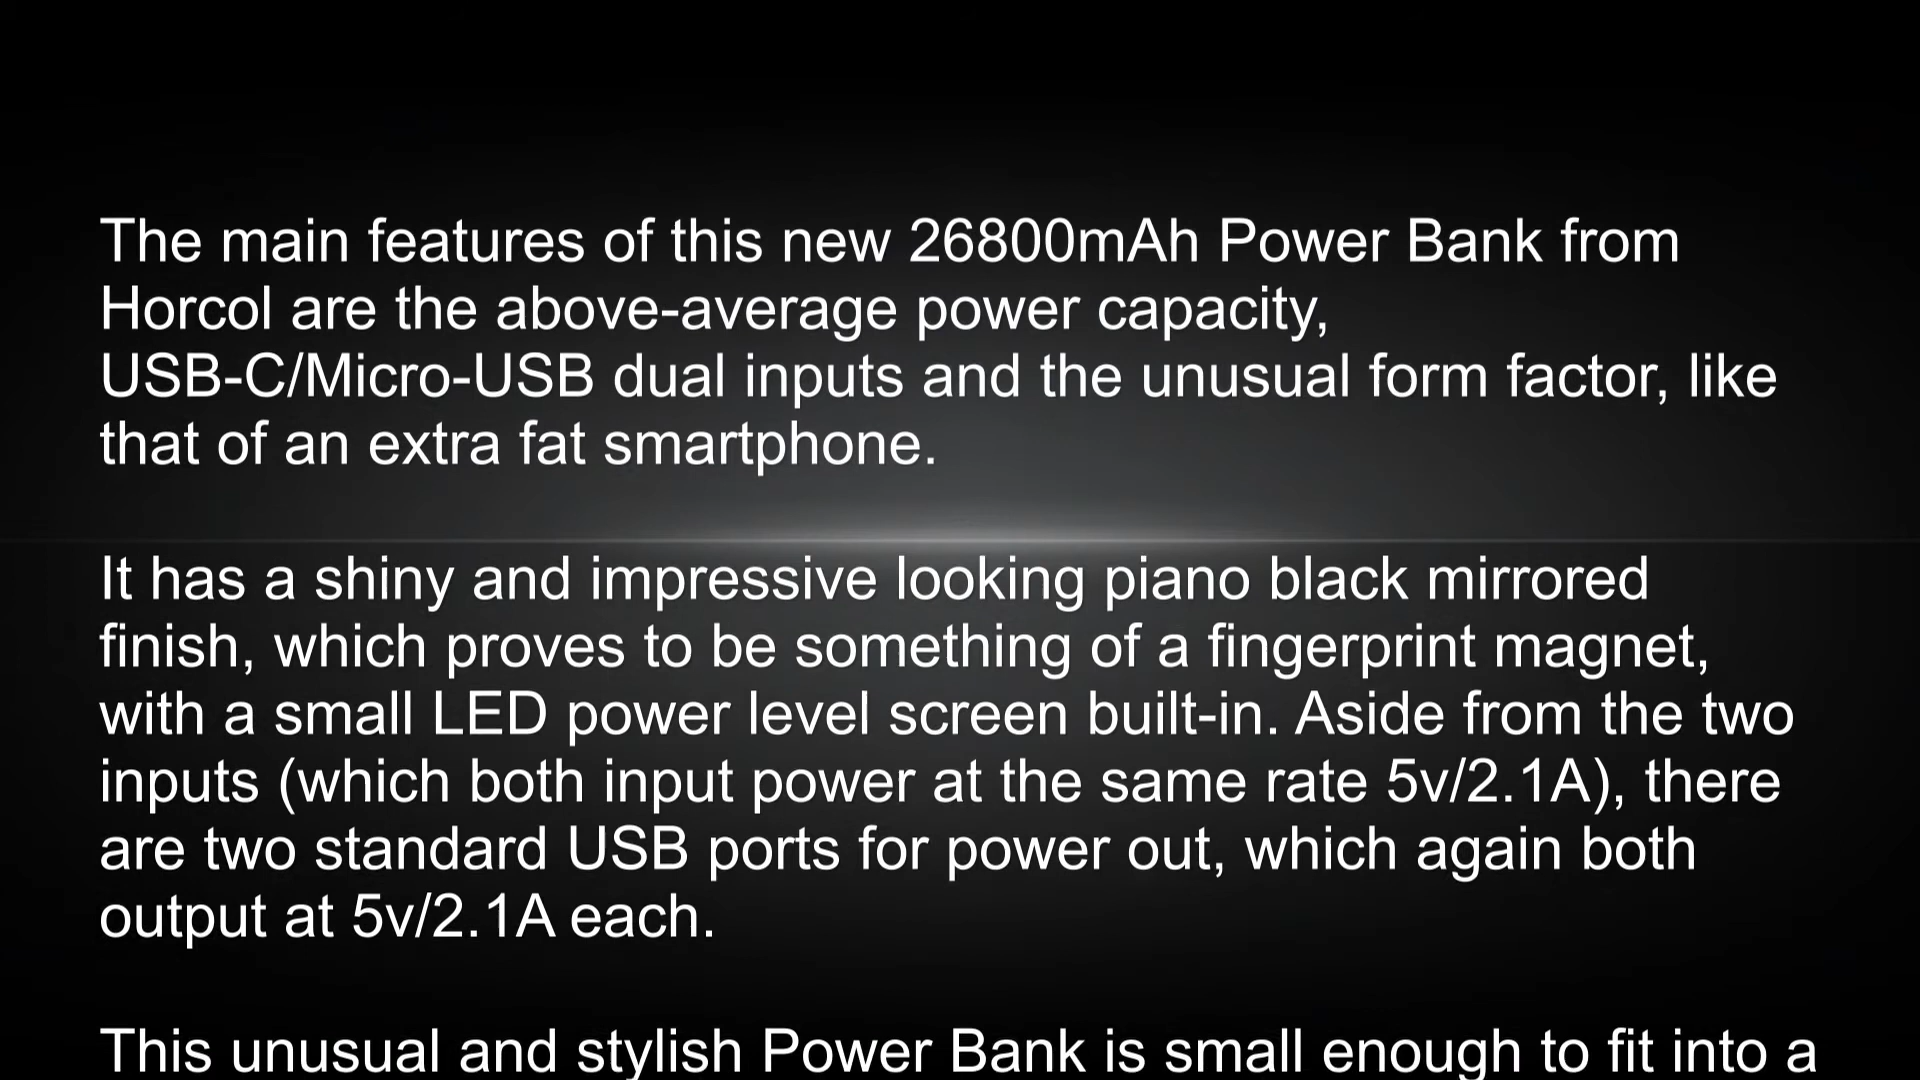 The main features of this new 26800mAh Power Bank from
Horcol are the above-average power capacity,
USB-C/Micro-USB dual inputs and the unusual form factor, like
that of an extra fat smartphone.
It has a shiny and impressive looking piano black mirrored
finish, which proves to be something of a fingerprint magnet,
with a small LED power level screen built-in. Aside from the two
inputs (which both input power at the same rate 5v/2.1A), there
are two standard USB ports for power out, which again both
output at 5v/2.1A each.
This unusual and stylish Power Bank is small enough to fit into a